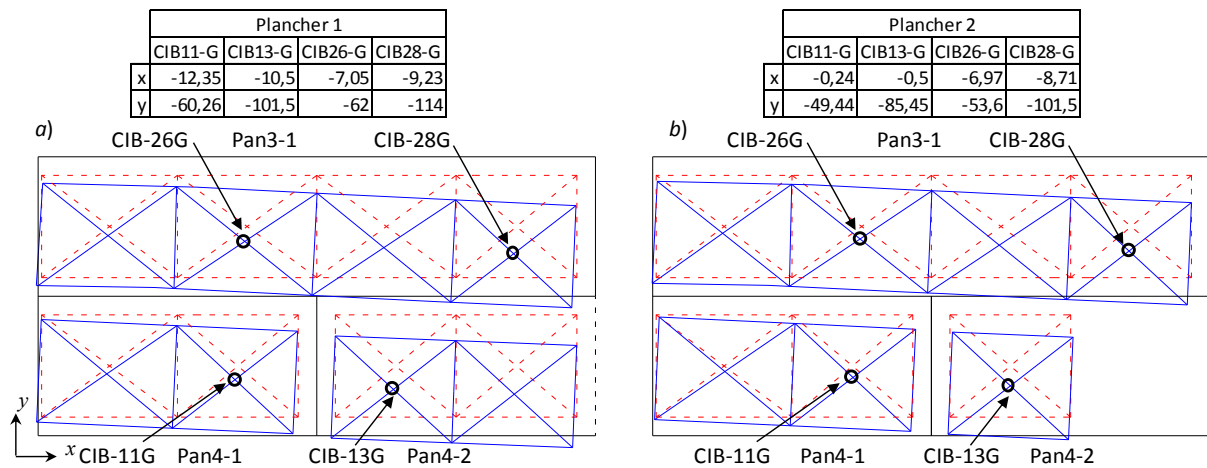 Plancher 1
CIB11-G CIB13-G CIB26-G CIB28-G
x -12,35 -10,5 -7,05 -9,23
y -60,26 -101,5 -62 -114
a) CIB-26G Pan3-1 CIB-28G
CIB-11G Pan4-1 CIB-13G Pan4-2
y
x
Plancher 2
CIB11-G CIB13-G CIB26-G CIB28-G
x -0,24 -0,5 -6,97 -8,71
y -49,44 -85,45 -53,6 -101,5
b) CIB-26G Pan3-1 CIB-28G
CIB-11G Pan4-1 CIB-13G Pan4-2